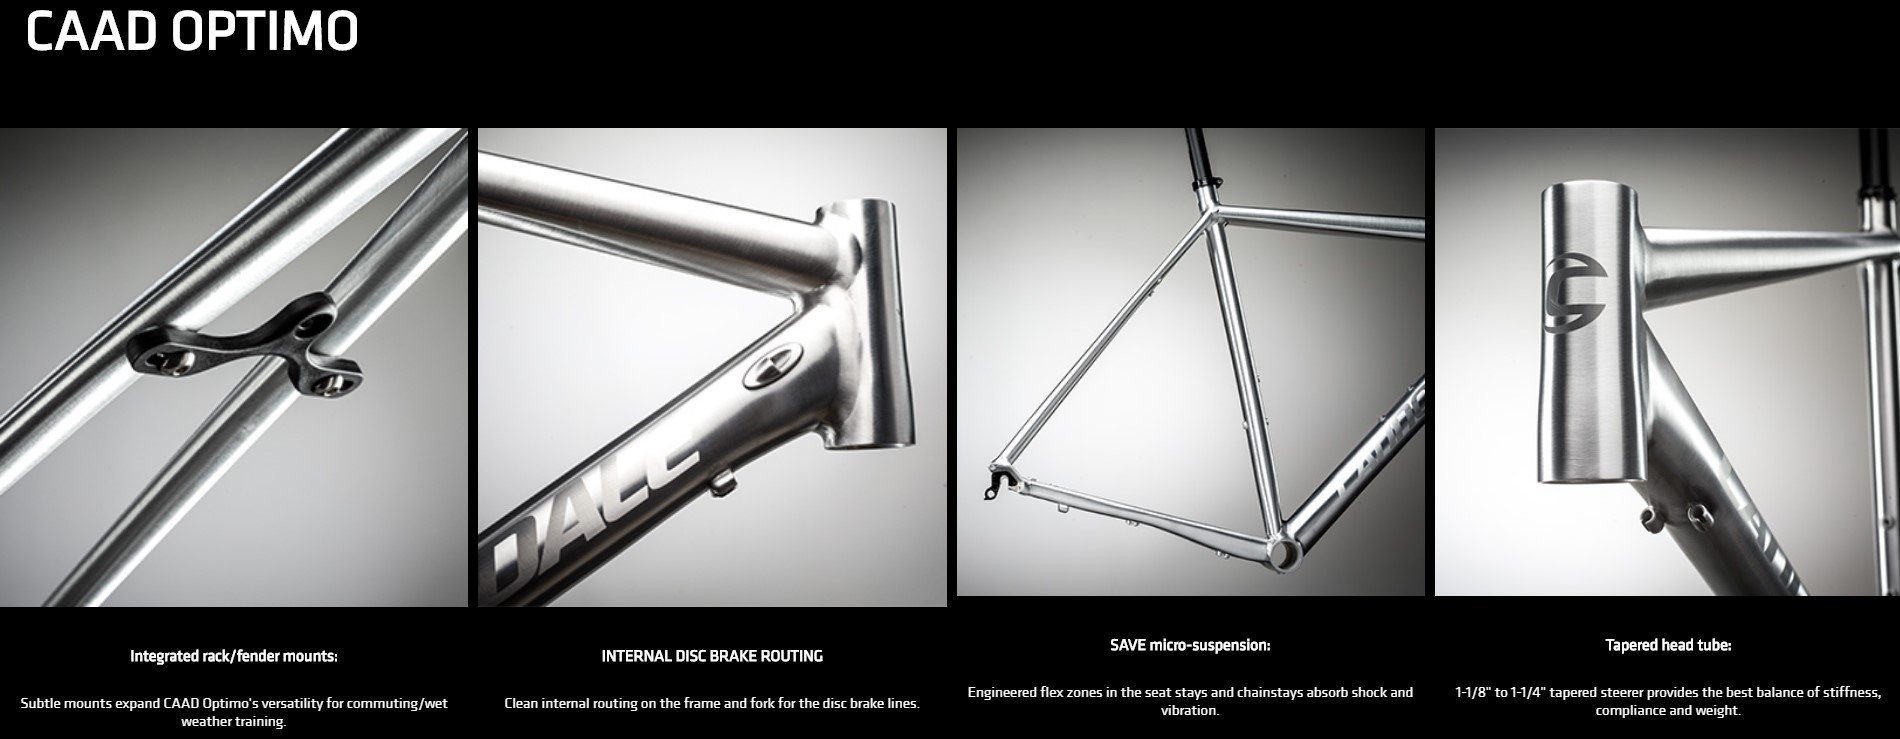 CAAD OPTIMO
DALE
CANNO
CANN
Integrated rack/fender mounts:
Subtle mounts expand CAAD Optimo's versatility for commuting/wet
weather training.
INTERNAL DISC BRAKE ROUTING
Clean internal routing on the frame and fork for the disc brake lines.
SAVE micro-suspension:
Engineered flex zones in the seat stays and chainstays absorb shock and
vibration.
Tapered head tube:
1-1/8" to 1-1/4" tapered steerer provides the best balance of stiffness,
compliance and weight.